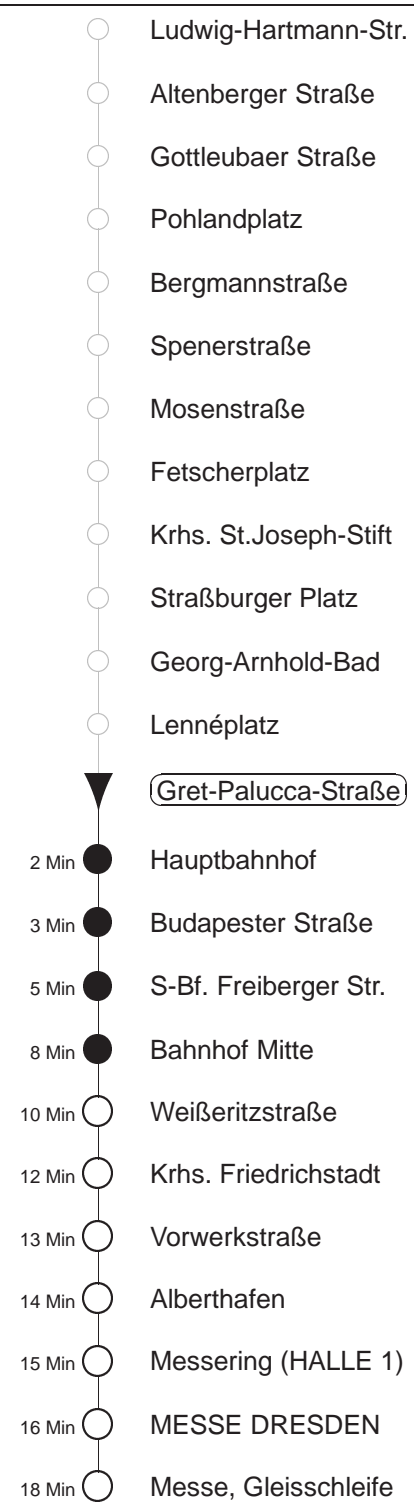 Ludwig-Hartmann-Str.
Altenberger Straße
Gottleubaer Straße
Pohlandplatz
Bergmannstraße
Spenerstraße
Mosenstraße
Fetscherplatz
Krhs. St.Joseph-Stift
Straßburger Platz
Georg-Arnhold-Bad
Lennéplatz
Gret-Palucca-Straße
2 Min Hauptbahnhof
3 Min Budapester Straße
5 Min S-Bf. Freiberger Str.
8 Min Bahnhof Mitte
10 Min Weißeritzstraße
12 Min Krhs. Friedrichstadt
13 Min Vorwerkstraße
14 Min Alberthafen
15 Min Messering (HALLE 1)
16 Min MESSE DRESDEN
18 Min Messe, Gleisschleife